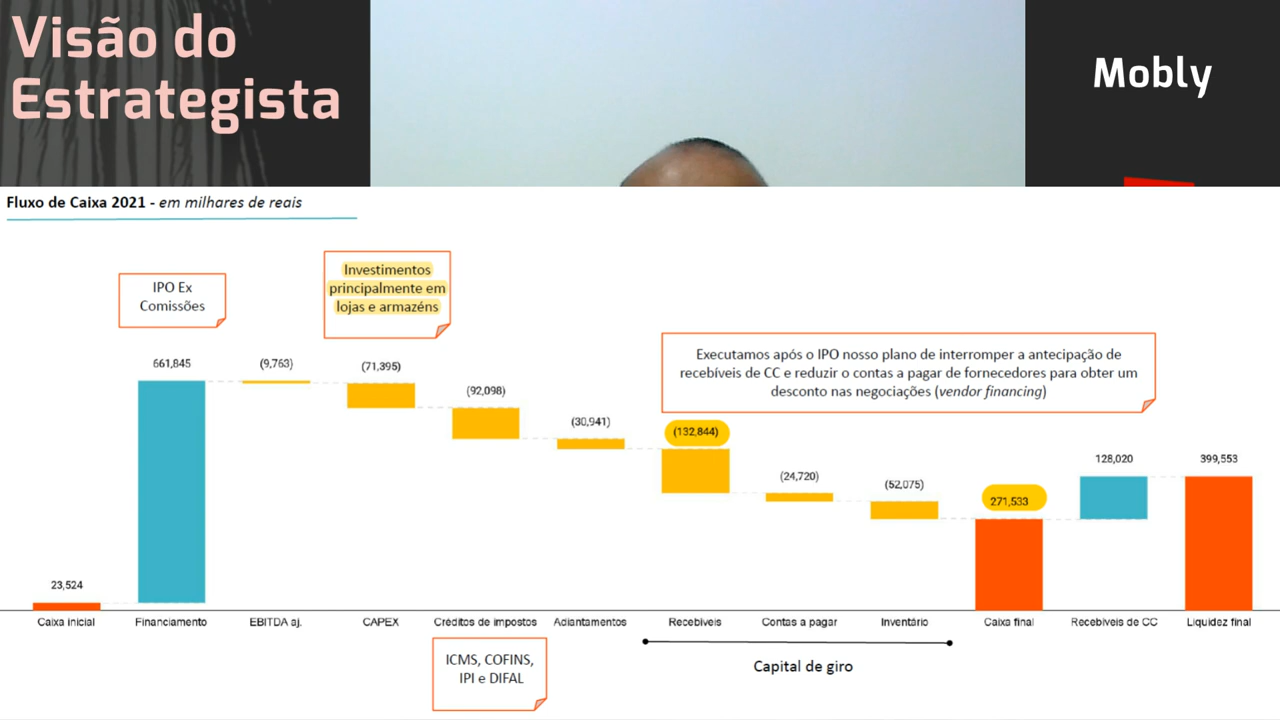 Visão do
Estrategista
Mobly
Fluxo de Caixa 2021 - em milhares de reais
IPO Ex
Comissões
Investimentos
principalmente em
lojas e armazéns
Executamos após o IPO nosso plano de interromper a antecipação de
recebíveis de CC e reduzir o contas a pagar de fornecedores para obter um
desconto nas negociações (vendor financing)
23,524
661,845
(9,763)
(71,395)
(92,098)
(30,941)
(132,844)
(24,720)
(52,075)
271,533
128,020
399,553
Caixa inicial
Financiamento
EBITDA aj.
CAPEX
Créditos de impostos
Adiantamentos
Recebíveis
Contas a pagar
Inventário
Caixa final
Recebíveis de CC
Liquidez final
ICMS, COFINS,
IPI e DIFAL
Capital de giro